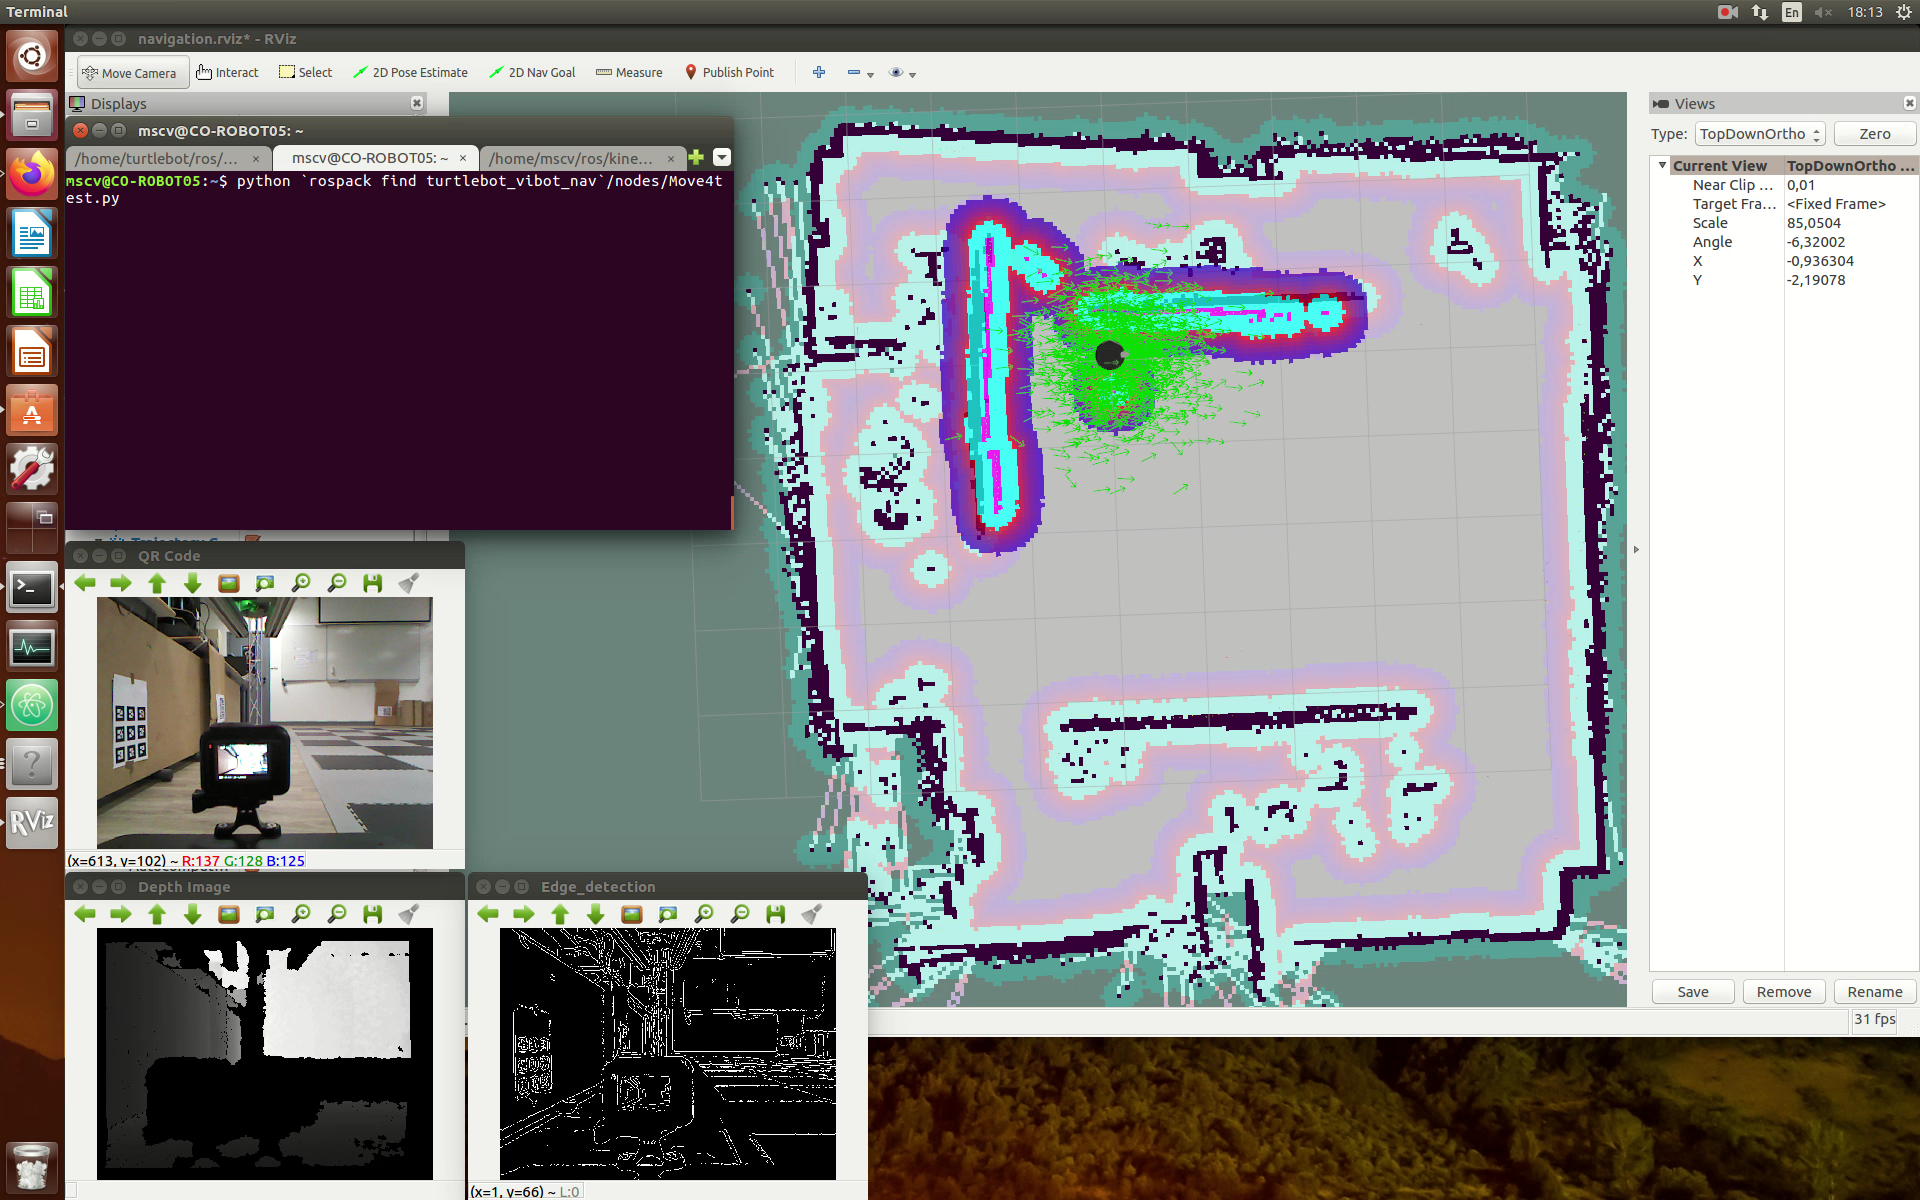 Terminal
En
18:13
navigation.rviz* - RViz
Move Camera
Interact
Select
2D Pose Estimate
2D Nav Goal
Measure
Publish Point
Displays
mscv@CO-ROBOT05: ~
/home/turtlebot/ros/...
mscv@CO-ROBOT05: ~
/home/mscv/ros/kine...
mscv@CO-ROBOT05:~$ python `rospack find turtlebot_vibot_nav`/nodes/Move4t
est.py
Views
Type:
TopDownOrtho
Zero
Current View
TopDownOrtho ...
Near Clip ...
0,01
Target Fra...
<Fixed Frame>
Scale
85,0504
Angle
-6,32002
X
-0,936304
Y
-2,19078
QR Code
(x=613, y=102) ~ R:137 G:128 B:125
Depth Image
Edge_detection
(x=1, y=66) ~ L:0
Save
Remove
Rename
31 fps
RViz